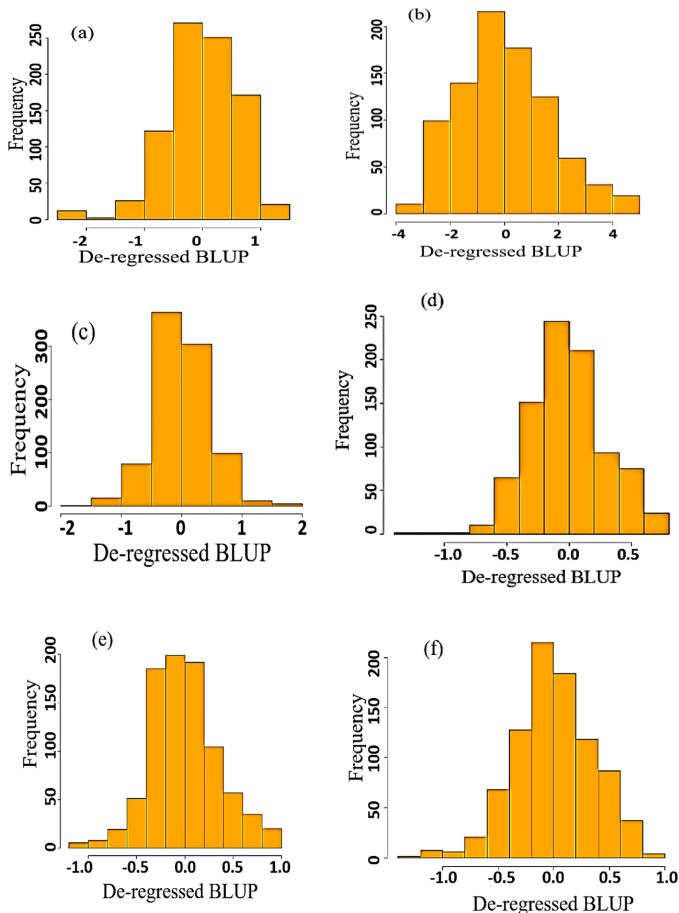 (a)
Frequency
0 50 100 150 200 250
-2 -1 0 1
De-regressed BLUP
(b)
Frequency
0 50 100 150 200
-4 -2 0 2 4
De-regressed BLUP
(c)
Frequency
0 100 200 300
-2 -1 0 1 2
De-regressed BLUP
(d)
Frequency
0 50 100 150 200 250
-1.0 -0.5 0.0 0.5
De-regressed BLUP
(e)
Frequency
0 50 100 150 200
-1.0 -0.5 0.0 0.5 1.0
De-regressed BLUP
(f)
Frequency
0 50 100 150 200
-1.0 -0.5 0.0 0.5 1.0
De-regressed BLUP